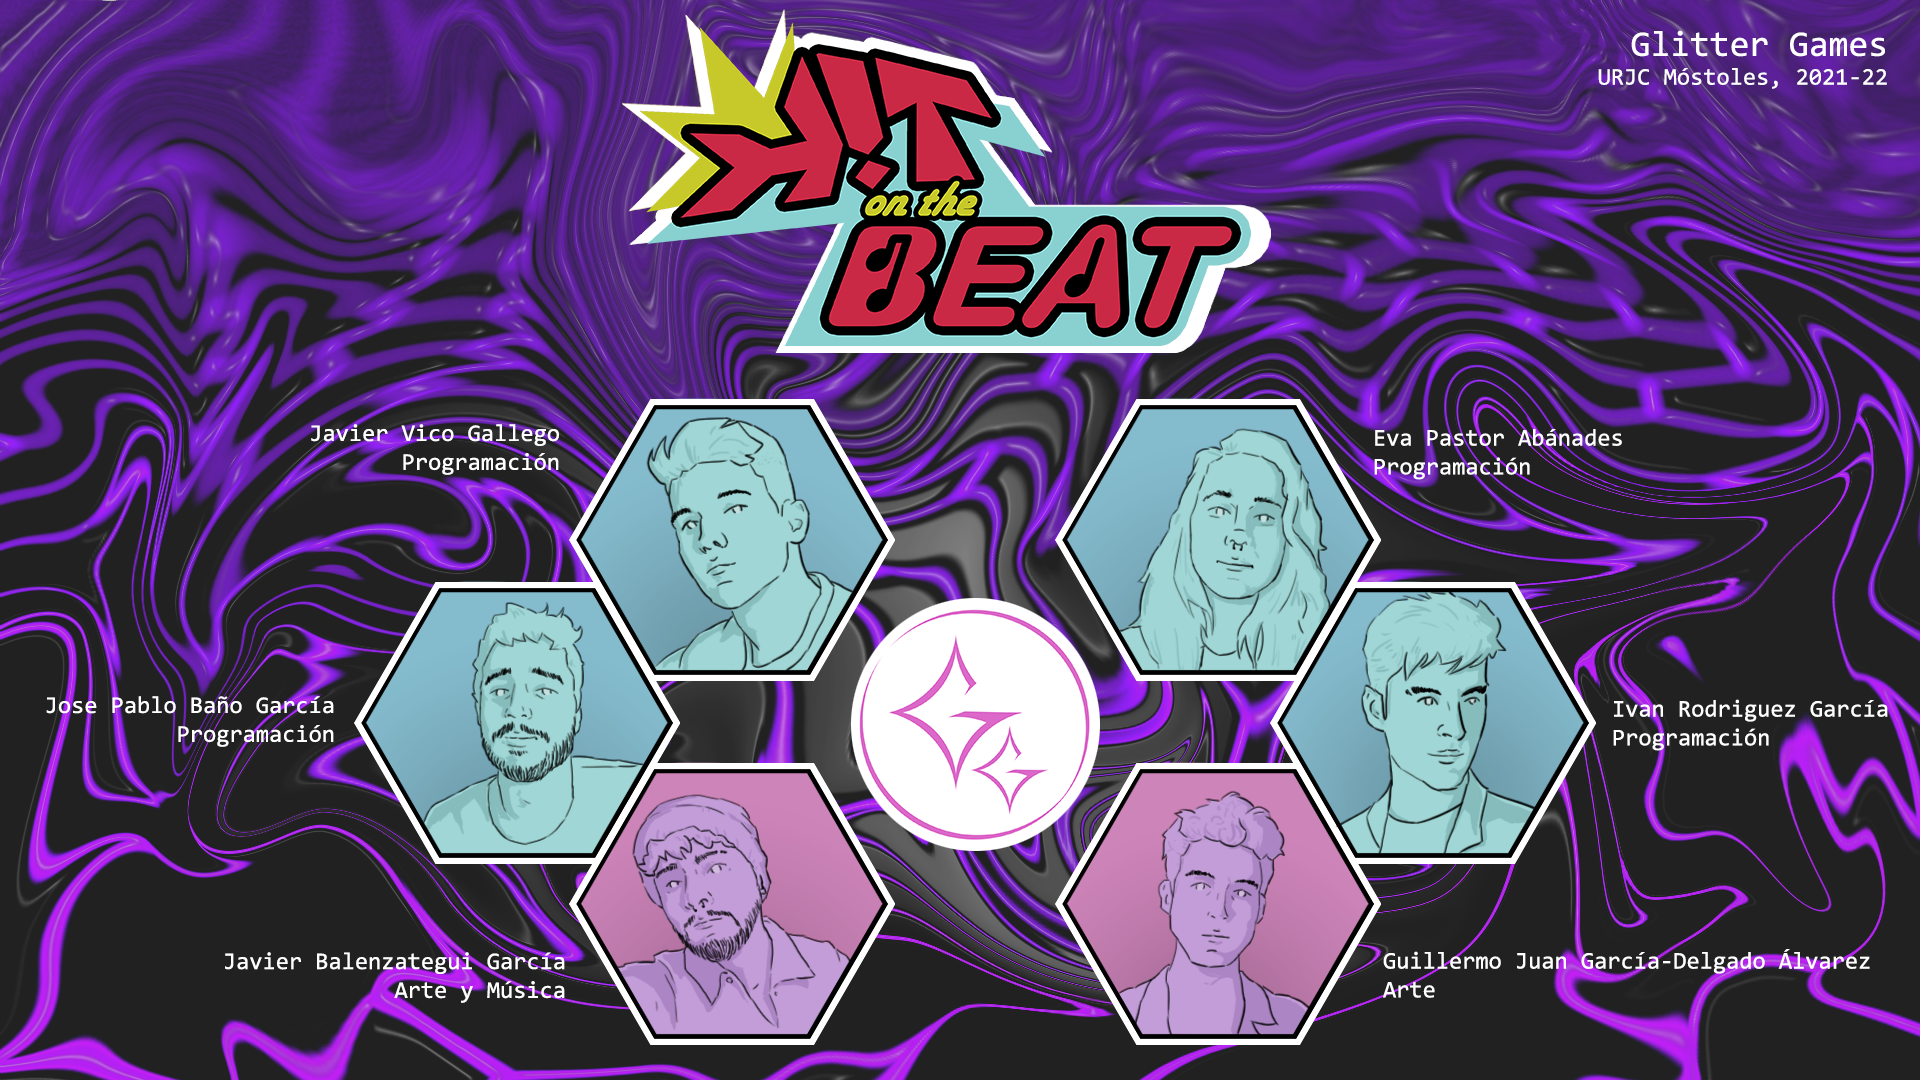 K!T
on the
BEAT
Glitter Games
URJC Móstoles, 2021-22
Javier Vico Gallego
Programación
Eva Pastor Abánades
Programación
Jose Pablo Baño García
Programación
Ivan Rodriguez García
Programación
Javier Balenzategui García
Arte y Música
Guillermo Juan García-Delgado Álvarez
Arte